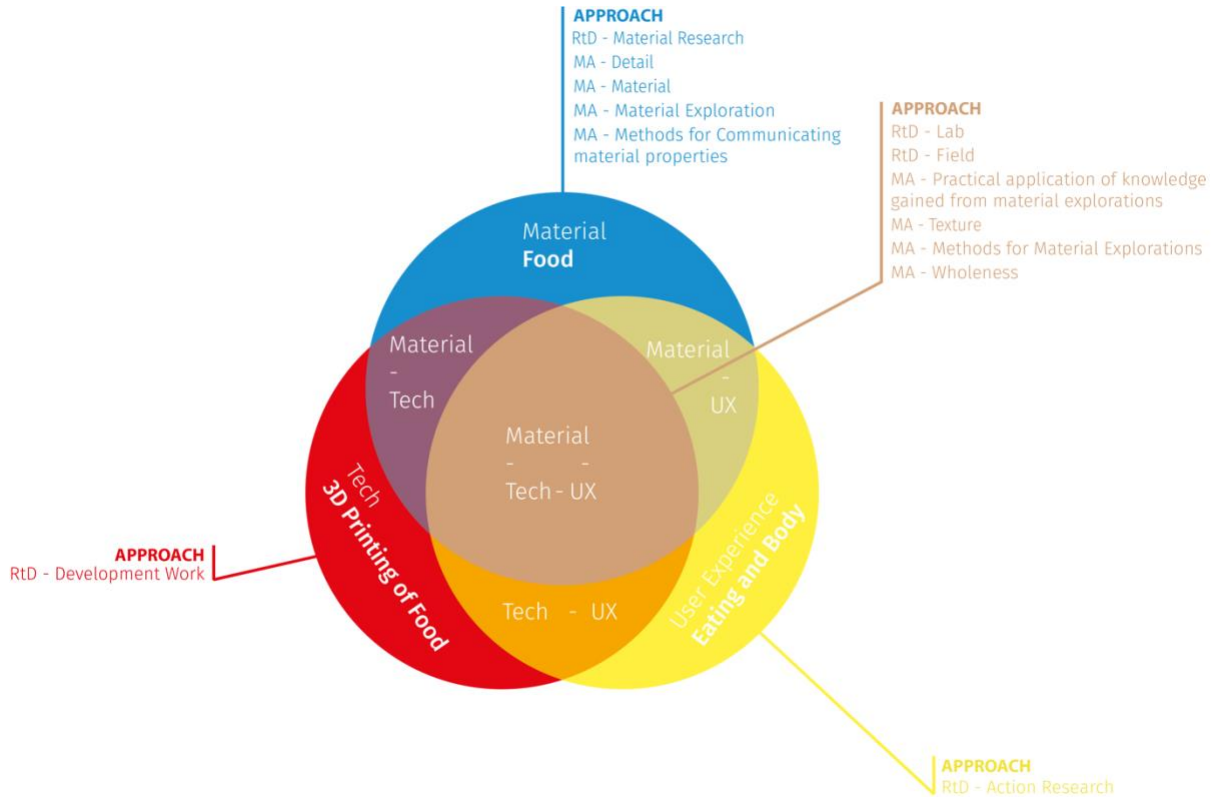 APPROACH
RtD - Material Research
MA - Detail
MA - Material
MA - Material Exploration
MA - Methods for Communicating
material properties
APPROACH
RtD - Lab
RtD - Field
MA - Practical application of knowledge
gained from material explorations
MA - Texture
MA - Methods for Material Explorations
MA - Wholeness
Material
Food
Material
-
Tech
Material
-
UX
Material
- -
Tech - UX
Tech
3D Printing of Food
User Experience
Eating and Body
Tech - UX
APPROACH
RtD - Development Work
APPROACH
RtD - Action Research